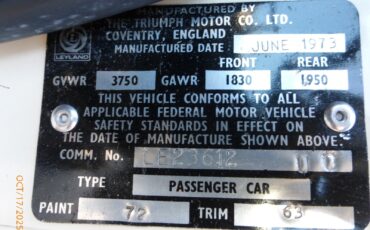 MANUFACTURED BY
THE TRIUMPH MOTOR CO. LTD.
COVENTRY, ENGLAND
MANUFACTURED DATE: JUNE 1973
LEYLAND
FRONT REAR
GVWR 3750 GAWR 1830 1950
THIS VEHICLE CONFORMS TO ALL
APPLICABLE FEDERAL MOTOR VEHICLE
SAFETY STANDARDS IN EFFECT ON
THE DATE OF MANUFACTURE SHOWN ABOVE.
COMM. No.
TYPE PASSENGER CAR
PAINT 72 TRIM 63
OCT/17/2025